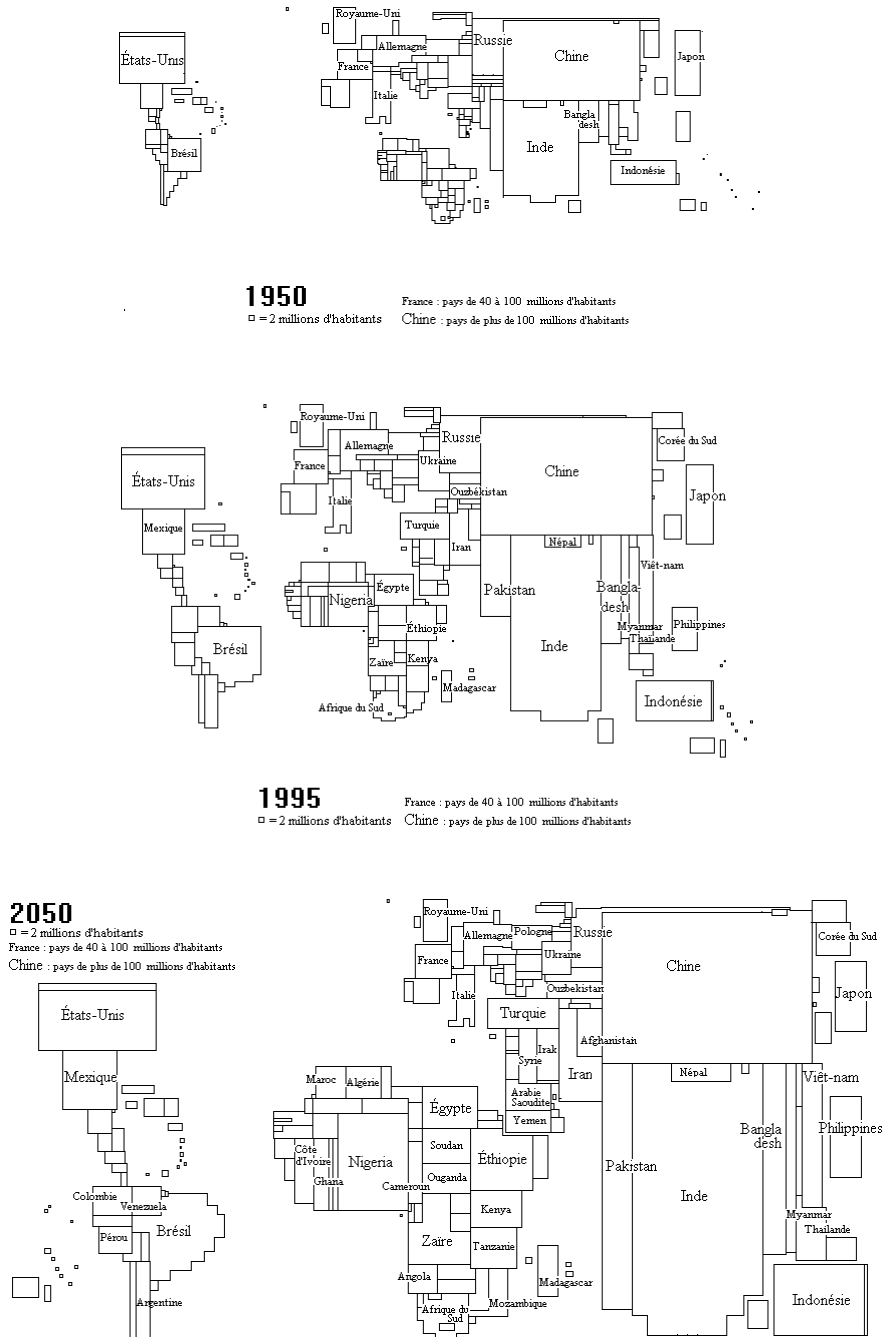 Royaume-Uni
Russie
Allemagne
États-Unis
Chine
Japon
France
Italie
Bangla
desh
Inde
Brésil
Indonésie
1950
= 2 millions d'habitants
France : pays de 40 à 100 millions d'habitants
Chine : pays de plus de 100 millions d'habitants
Royaume-Uni
Russie
Corée du Sud
Allemagne
Ukraine
France
Chine
États-Unis
Ouzbékistan
Japon
Italie
Mexique
Turquie
Iran
Népal
Viêt-nam
Égypte
Pakistan
Bangla-
desh
Nigeria
Myanmar
Philippines
Éthiopie
Thaïlande
Brésil
Inde
Zaïre
Kenya
Madagascar
Afrique du Sud
Indonésie
1995
= 2 millions d'habitants
France : pays de 40 à 100 millions d'habitants
Chine : pays de plus de 100 millions d'habitants
2050
= 2 millions d'habitants
France : pays de 40 à 100 millions d'habitants
Chine : pays de plus de 100 millions d'habitants
Royaume-Uni
Allemagne
Pologne
Russie
Corée du Sud
Ukraine
France
Chine
Italie
Ouzbekistan
Japon
États-Unis
Turquie
Afghanistan
Irak
Syrie
Iran
Népal
Viêt-nam
Mexique
Maroc
Algérie
Arabie
Saoudite
Égypte
Yemen
Bangla
desh
Philippines
Soudan
Côte
d'Ivoire
Nigeria
Éthiopie
Pakistan
Ghana
Ouganda
Cameroun
Inde
Colombie
Venezuela
Kenya
Myanmar
Brésil
Thaïlande
Pérou
Zaïre
Tanzanie
Angola
Madagascar
Argentine
Mozambique
Afrique du
Sud
Indonésie